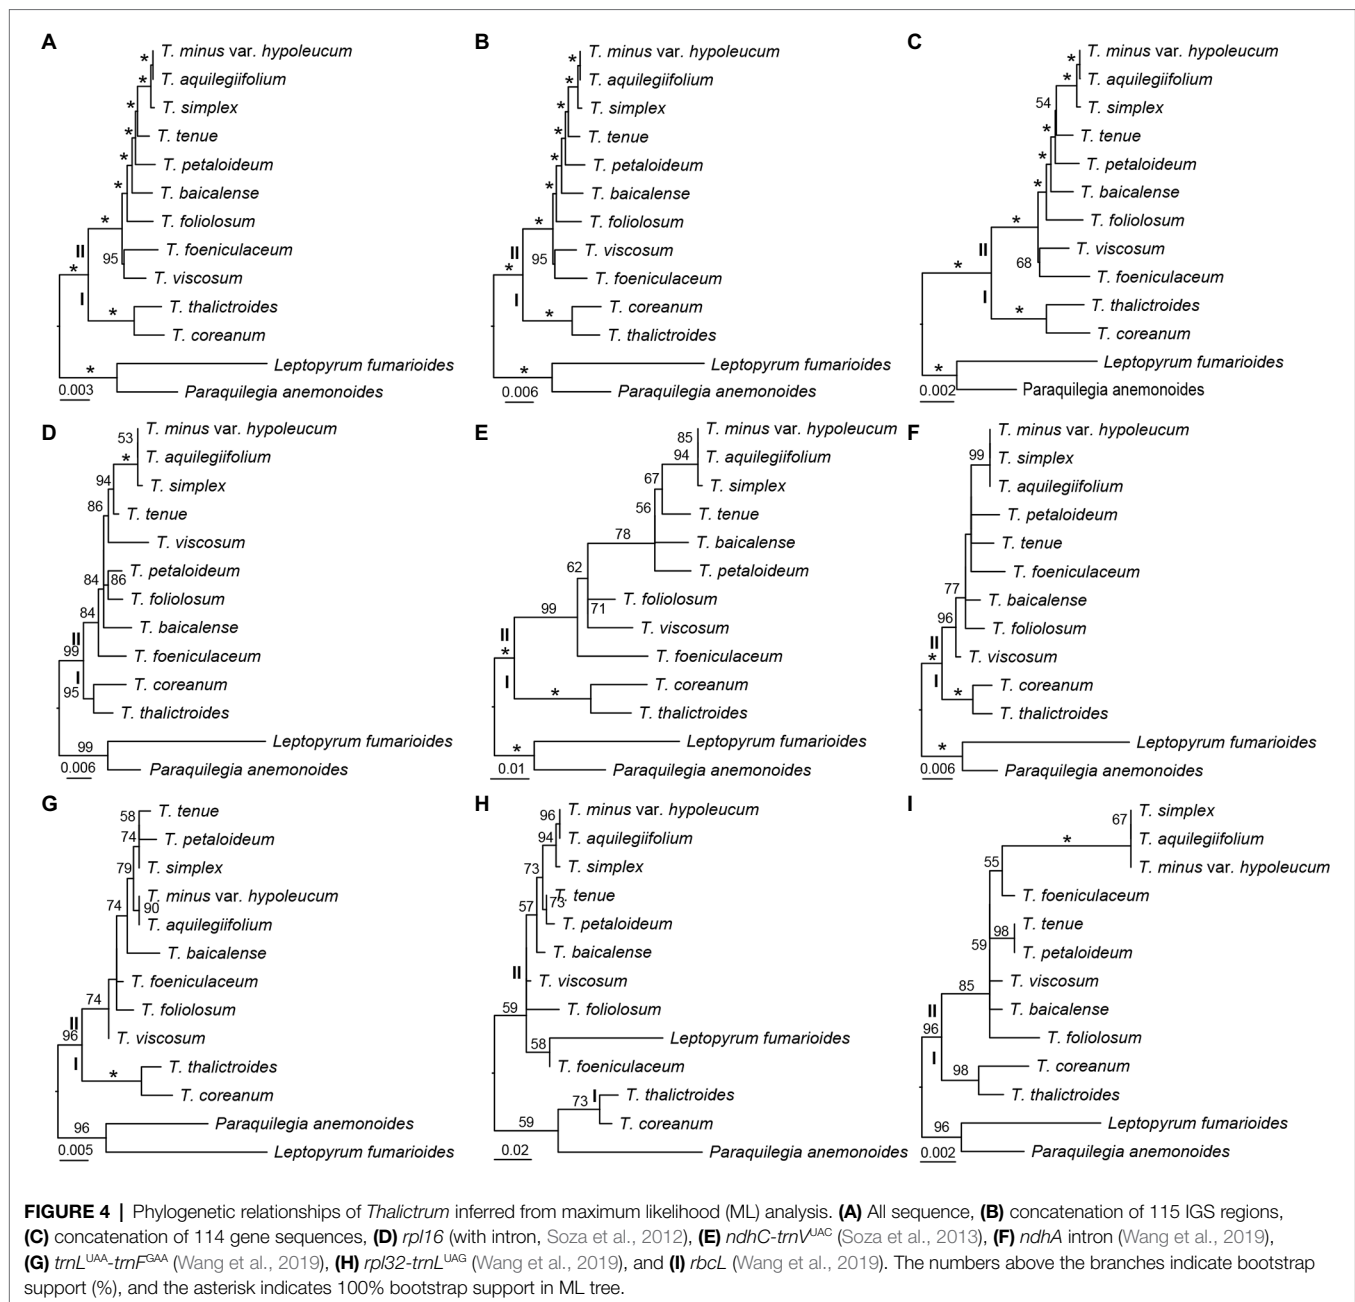 A
*
T. minus var. hypoleucum
*
T. aquilegiifolium
*
T. simplex
*
T. tenue
*
T. petaloideum
*
T. baicalense
*
T. foliolosum
II
*
95
T. foeniculaceum
T. viscosum
I
*
T. thalictroides
T. coreanum
*
Leptopyrum fumarioides
0.003
Paraquilegia anemonoides
B
*
T. minus var. hypoleucum
*
T. aquilegiifolium
*
T. simplex
*
T. tenue
*
T. petaloideum
*
T. baicalense
*
T. foliolosum
II
*
95
T. viscosum
T. foeniculaceum
I
*
T. coreanum
T. thalictroides
*
Leptopyrum fumarioides
0.006
Paraquilegia anemonoides
C
*
T. minus var. hypoleucum
*
T. aquilegiifolium
54
T. simplex
*
T. tenue
*
T. petaloideum
*
T. baicalense
*
T. foliolosum
II
*
68
T. viscosum
T. foeniculaceum
I
*
T. thalictroides
T. coreanum
*
Leptopyrum fumarioides
0.002
Paraquilegia anemonoides
D
53
T. minus var. hypoleucum
*
T. aquilegiifolium
94
T. simplex
86
T. tenue
T. viscosum
84
86
T. petaloideum
T. foliolosum
84
T. baicalense
II
99
T. foeniculaceum
I
95
T. coreanum
T. thalictroides
99
Leptopyrum fumarioides
0.006
Paraquilegia anemonoides
E
85
T. minus var. hypoleucum
94
T. aquilegiifolium
67
T. simplex
56
T. tenue
78
T. baicalense
T. petaloideum
62
71
T. foliolosum
99
T. viscosum
II
*
T. foeniculaceum
I
*
T. coreanum
T. thalictroides
*
Leptopyrum fumarioides
0.01
Paraquilegia anemonoides
F
99
T. minus var. hypoleucum
T. simplex
T. aquilegiifolium
T. petaloideum
T. tenue
T. foeniculaceum
77
T. baicalense
96
T. foliolosum
II
*
T. viscosum
I
*
T. coreanum
T. thalictroides
*
Leptopyrum fumarioides
0.006
Paraquilegia anemonoides
G
58
T. tenue
74
T. petaloideum
79
T. simplex
74
90
T. minus var. hypoleucum
T. aquilegiifolium
T. baicalense
T. foeniculaceum
74
T. foliolosum
II
96
T. viscosum
I
*
T. thalictroides
T. coreanum
96
Paraquilegia anemonoides
0.005
Leptopyrum fumarioides
H
96
T. minus var. hypoleucum
94
T. aquilegiifolium
73
T. simplex
57
73
T. tenue
T. petaloideum
T. baicalense
II
T. viscosum
59
T. foliolosum
58
Leptopyrum fumarioides
T. foeniculaceum
73
I
T. thalictroides
59
T. coreanum
0.02
Paraquilegia anemonoides
I
67
T. simplex
*
T. aquilegiifolium
55
T. minus var. hypoleucum
T. foeniculaceum
59
98
T. tenue
T. petaloideum
85
T. viscosum
II
T. baicalense
96
T. foliolosum
I
98
T. coreanum
T. thalictroides
96
Leptopyrum fumarioides
0.002
Paraquilegia anemonoides
FIGURE 4 | Phylogenetic relationships of Thalictrum inferred from maximum likelihood (ML) analysis. (A) All sequence, (B) concatenation of 115 IGS regions,
(C) concatenation of 114 gene sequences, (D) rpl16 (with intron, Soza et al., 2012), (E) ndhC-trnVUAC (Soza et al., 2013), (F) ndhA intron (Wang et al., 2019),
(G) trnLUAA-trnFGAA (Wang et al., 2019), (H) rpl32-trnLUAG (Wang et al., 2019), and (I) rbcL (Wang et al., 2019). The numbers above the branches indicate bootstrap
support (%), and the asterisk indicates 100% bootstrap support in ML tree.